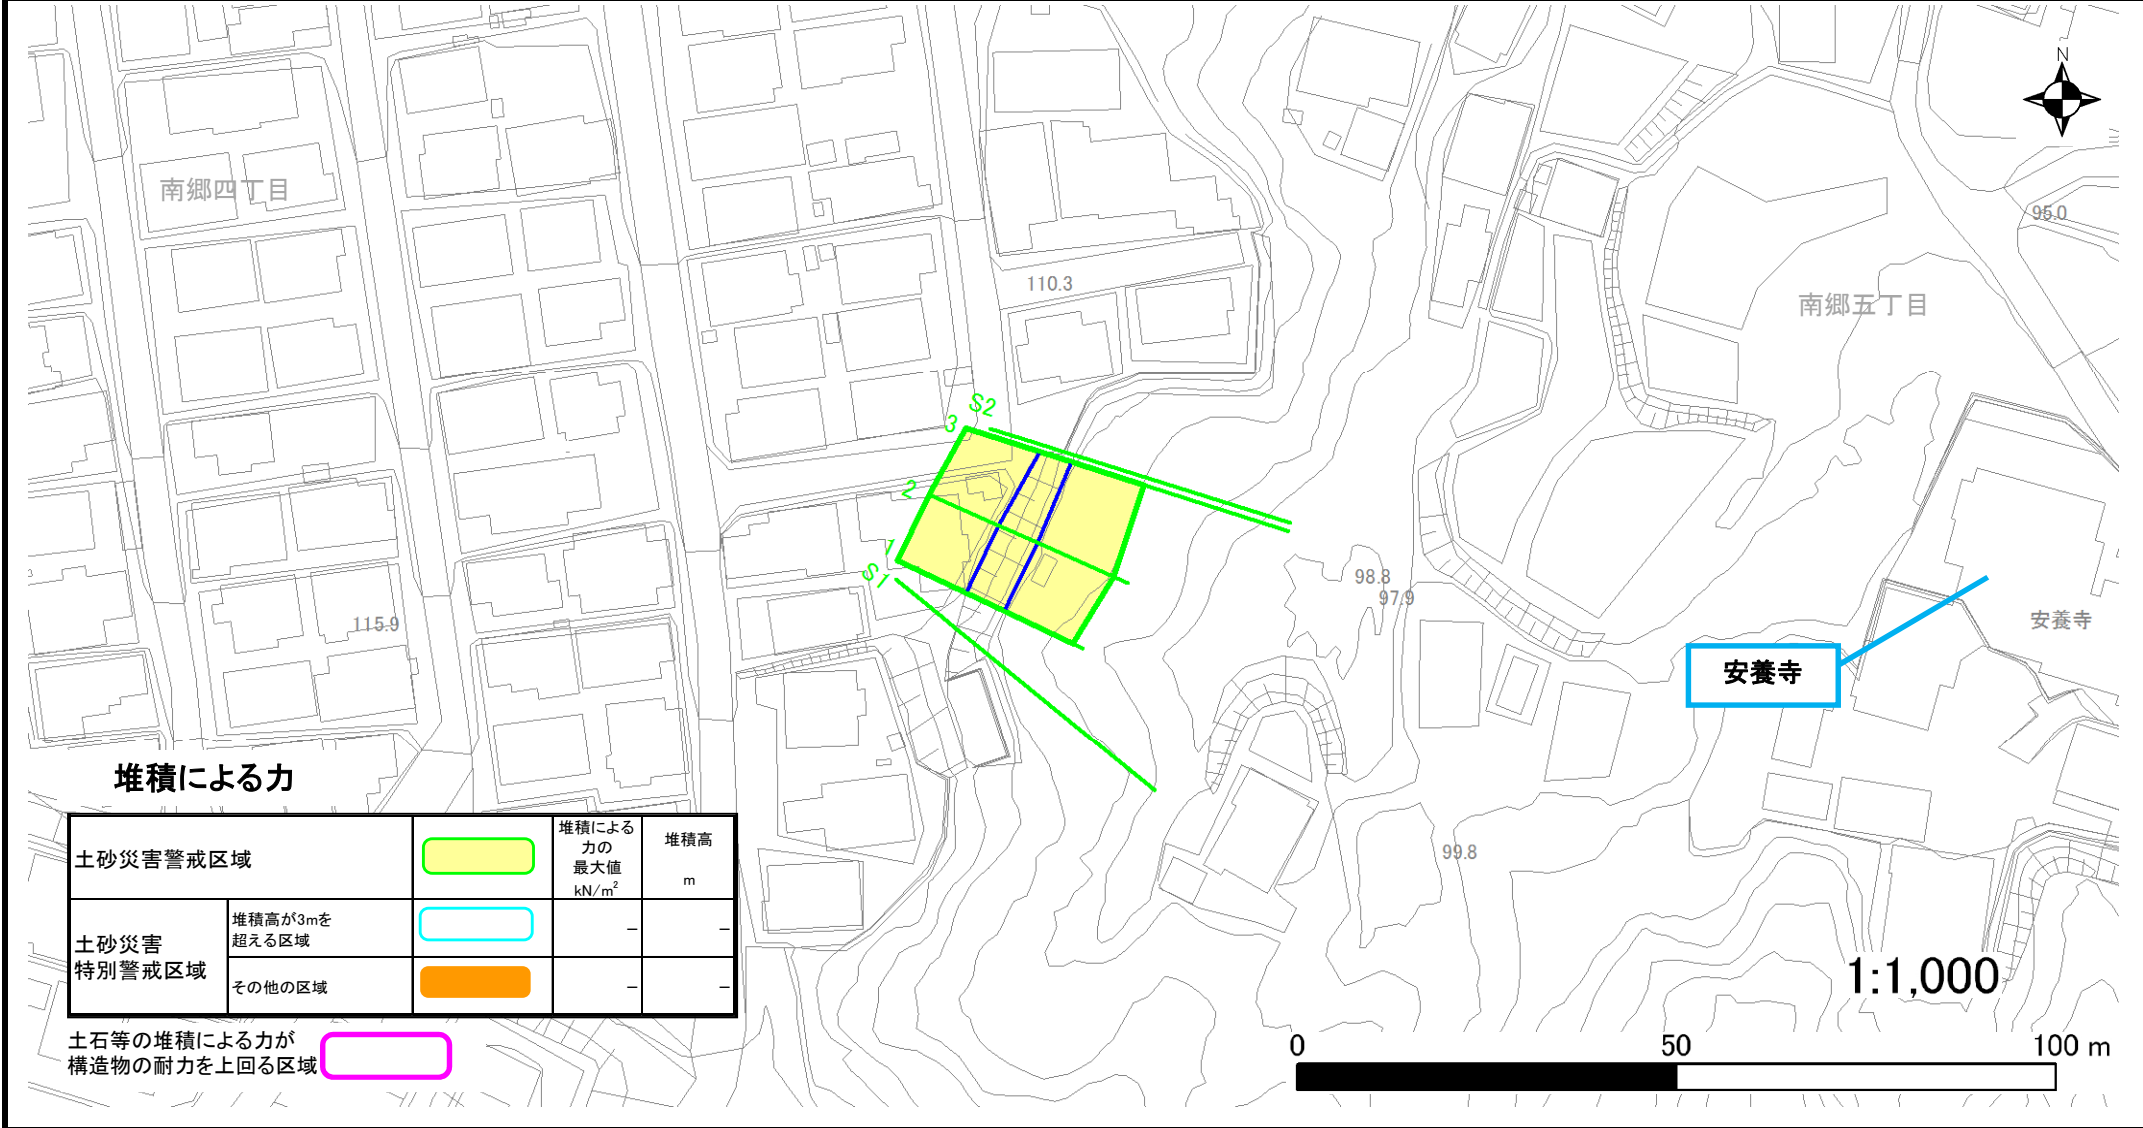 N
南郷四丁目
95.0
110.3
南郷五丁目
S2
3
2
1
S1
98.8
97.9
115.9
安養寺
安養寺
99.8
堆積による力
土砂災害警戒区域
堆積による
力の
最大値
kN/m²
堆積高
m
土砂災害
特別警戒区域
堆積高が3mを
超える区域
－
－
その他の区域
－
－
土石等の堆積による力が
構造物の耐力を上回る区域
1:1,000
0 50 100 m